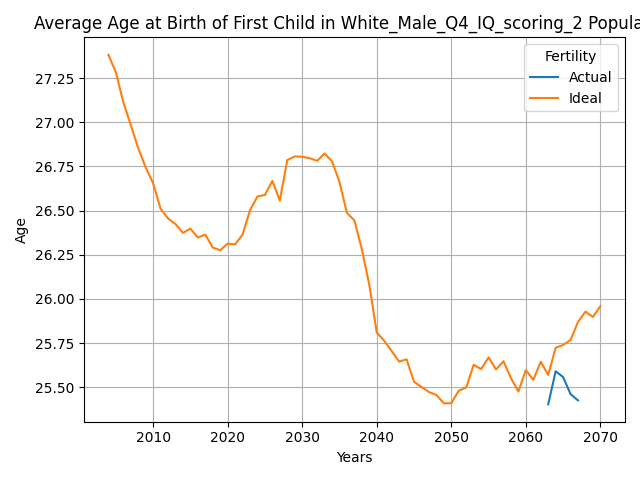 Average Age at Birth of First Child in White_Male_Q4_IQ_scoring_2 Popula
Fertility
Actual
Ideal
27.25
27.00
26.75
26.50
26.25
26.00
25.75
25.50
Age
2010 2020 2030 2040 2050 2060 2070
Years